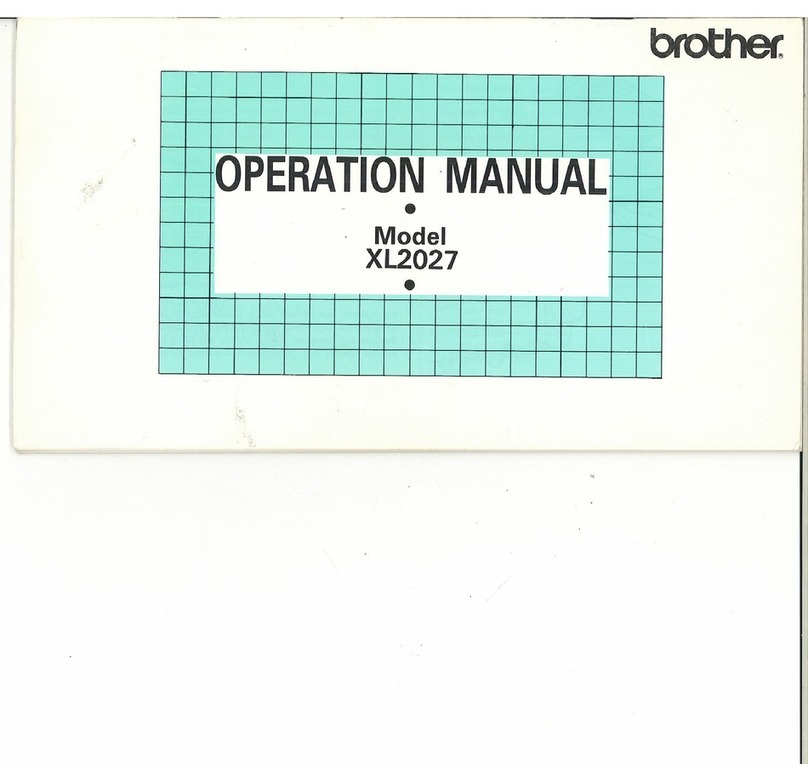 brother.
OPERATION MANUAL
•
Model
XL2027
•